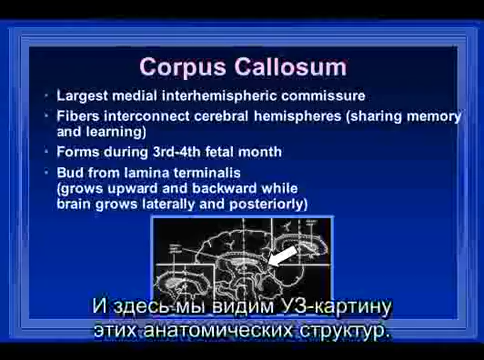 Corpus Callosum
Largest medial interhemispheric commissure
Fibers interconnect cerebral hemispheres (sharing memory
and learning)
Forms during 3rd-4th fetal month
Bud from lamina terminalis
(grows upward and backward while
brain grows laterally and posteriorly)
И здесь мы видим УЗ-картину
этих анатомических структур.